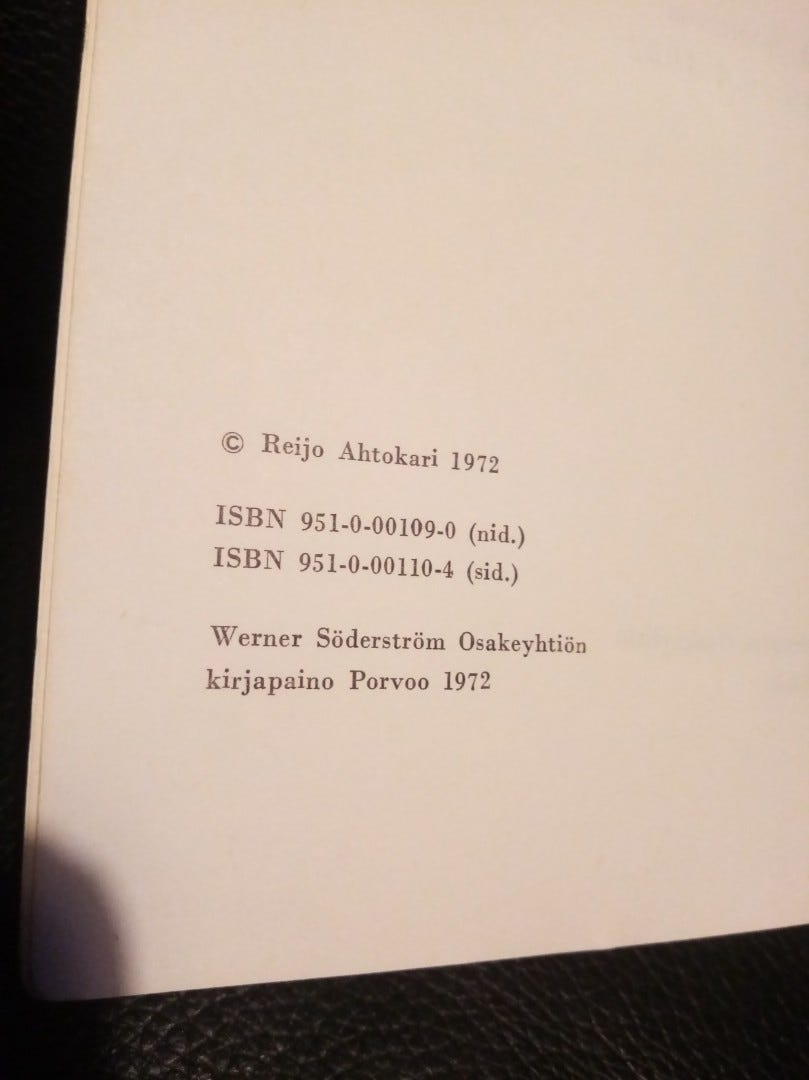 © Reijo Ahtokari 1972
ISBN 951-0-00109-0 (nid.)
ISBN 951-0-00110-4 (sid.)
Werner Söderström Osakeyhtiön
kirjapaino Porvoo 1972